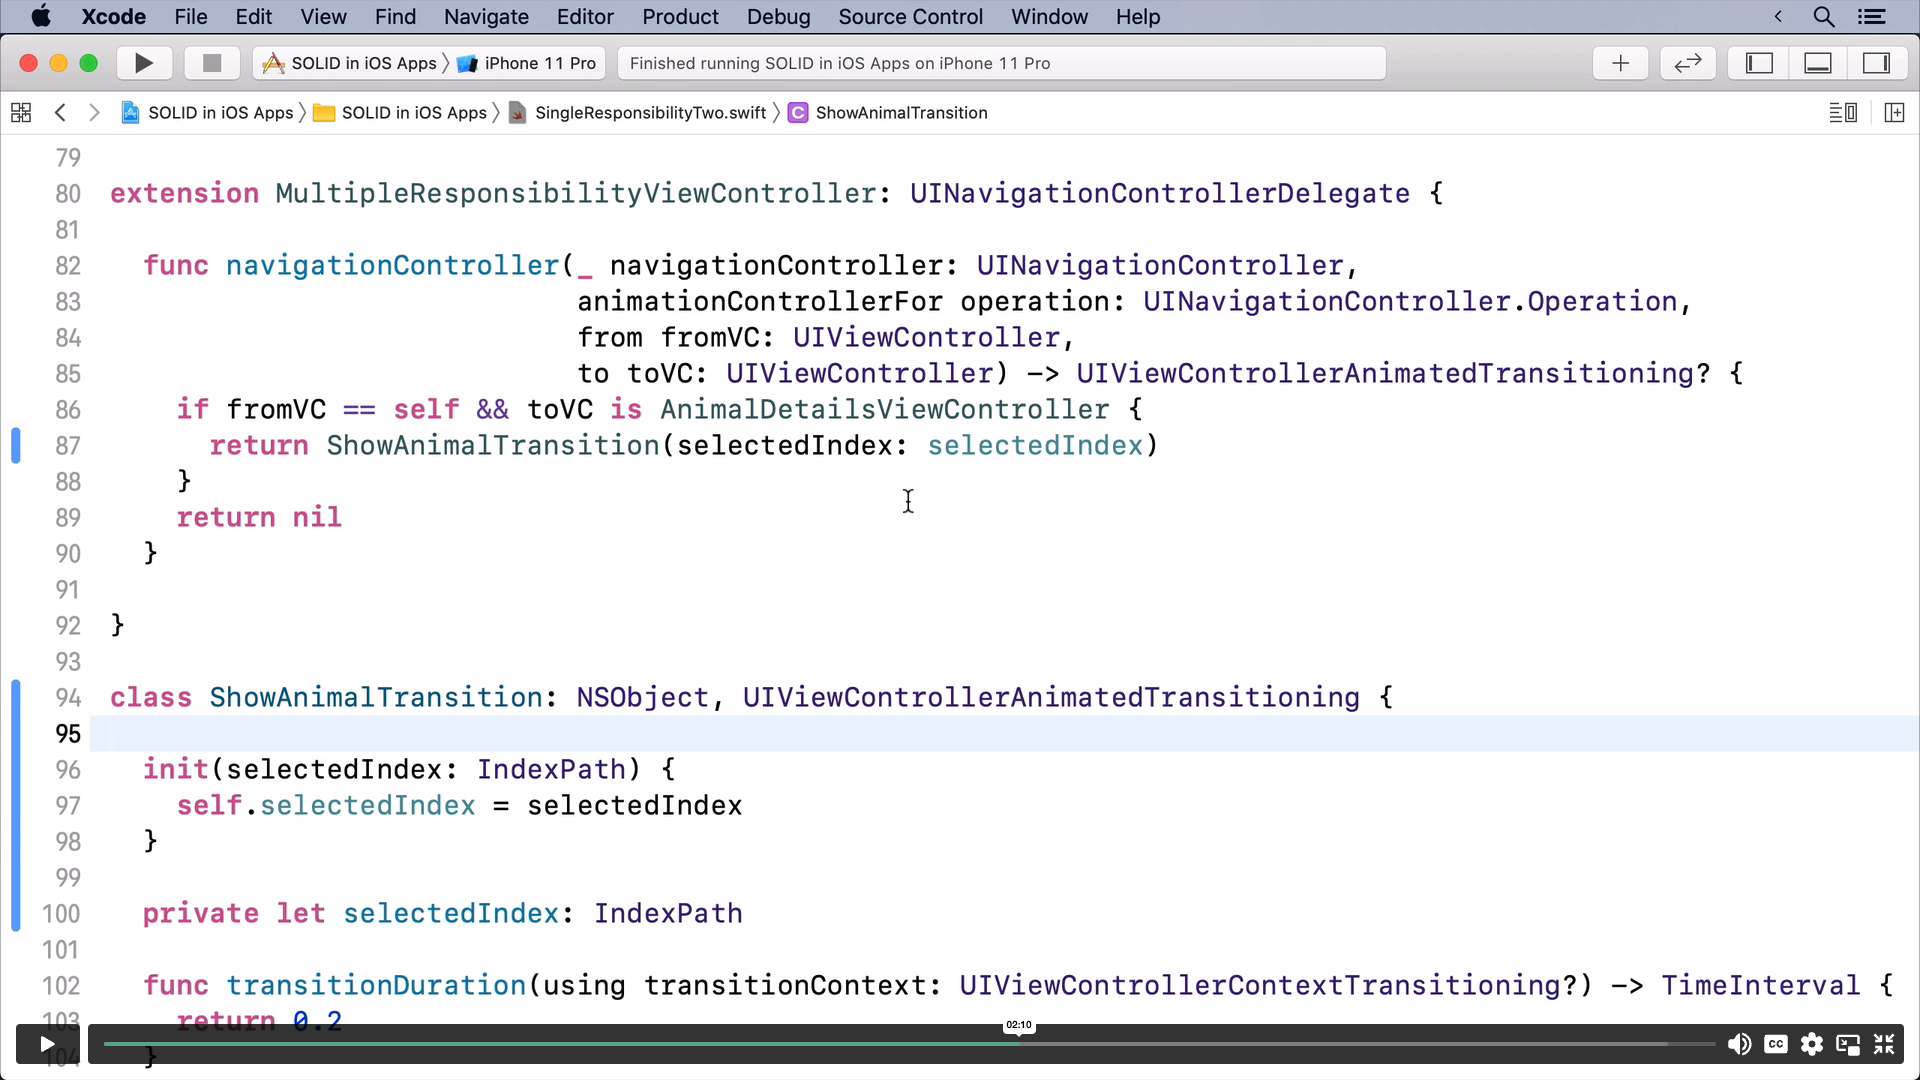 Xcode File Edit View Find Navigate Editor Product Debug Source Control Window Help
SOLID in iOS Apps iPhone 11 Pro Finished running SOLID in iOS Apps on iPhone 11 Pro
SOLID in iOS Apps SOLID in iOS Apps SingleResponsibilityTwo.swift C ShowAnimalTransition
79
80 extension MultipleResponsibilityViewController: UINavigationControllerDelegate {
81
82 func navigationController(_ navigationController: UINavigationController,
83 animationControllerFor operation: UINavigationController.Operation,
84 from fromVC: UIViewController,
85 to toVC: UIViewController) -> UIViewControllerAnimatedTransitioning? {
86 if fromVC == self && toVC is AnimalDetailsViewController {
87 return ShowAnimalTransition(selectedIndex: selectedIndex)
88 }
89 return nil
90 }
91
92 }
93
94 class ShowAnimalTransition: NSObject, UIViewControllerAnimatedTransitioning {
95
96 init(selectedIndex: IndexPath) {
97 self.selectedIndex = selectedIndex
98 }
99
100 private let selectedIndex: IndexPath
101
102 func transitionDuration(using transitionContext: UIViewControllerContextTransitioning?) -> TimeInterval {
103 return 0.2
104 }
02:10
CC